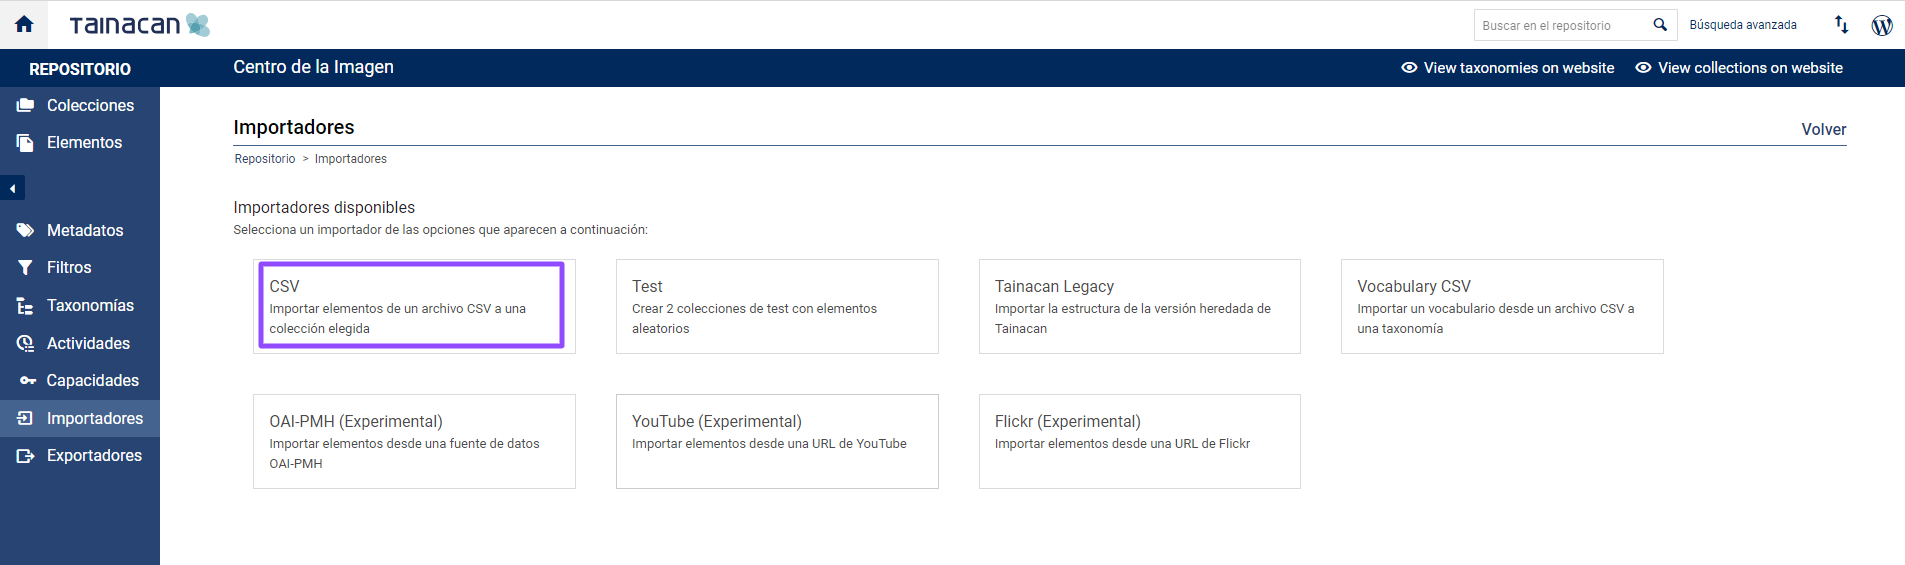 TAINACAN
Buscar en el repositorio
Búsqueda avanzada
REPOSITORIO
Centro de la Imagen
View taxonomies on website
View collections on website
Colecciones
Elementos
Metadatos
Filtros
Taxonomías
Actividades
Capacidades
Importadores
Exportadores
Importadores
Volver
Repositorio > Importadores
Importadores disponibles
Selecciona un importador de las opciones que aparecen a continuación:
CSV
Importar elementos de un archivo CSV a una
colección elegida
Test
Crear 2 colecciones de test con elementos
aleatorios
Tainacan Legacy
Importar la estructura de la versión heredada de
Tainacan
Vocabulary CSV
Importar un vocabulario desde un archivo CSV a
una taxonomía
OAI-PMH (Experimental)
Importar elementos desde una fuente de datos
OAI-PMH
YouTube (Experimental)
Importar elementos desde una URL de YouTube
Flickr (Experimental)
Importar elementos desde una URL de Flickr